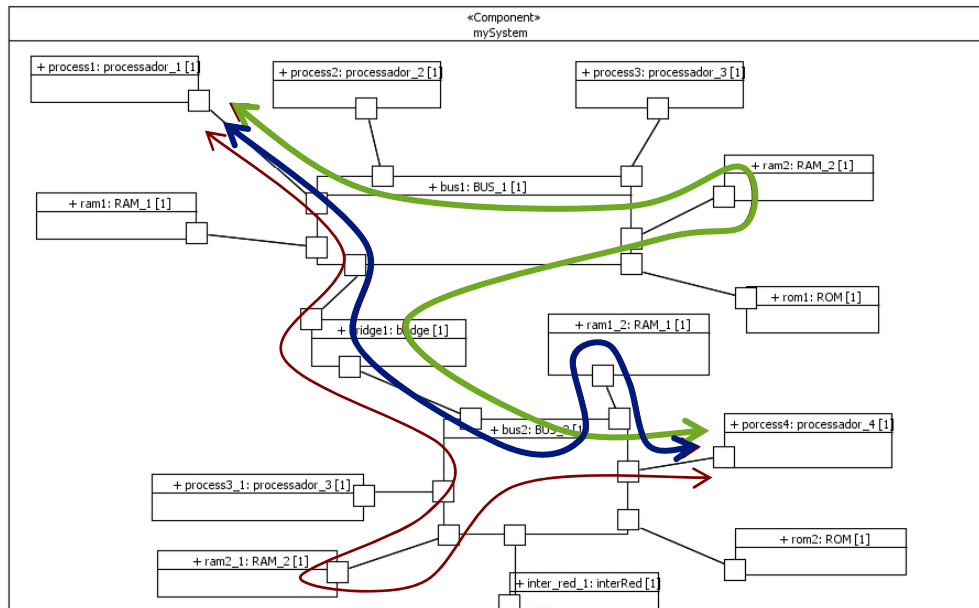 «Component»
mySystem
+ process1: processador_1 [1]
+ process2: processador_2 [1]
+ process3: processador_3 [1]
+ ram2: RAM_2 [1]
+ bus1: BUS_1 [1]
+ ram1: RAM_1 [1]
+ rom1: ROM [1]
bridge1: bridge [1]
+ ram1_2: RAM_1 [1]
+ bus2: BUS_2 [1]
+ porcess4: processador_4 [1]
+ process3_1: processador_3 [1]
+ ram2_1: RAM_2 [1]
+ rom2: ROM [1]
+ inter_red_1: interRed [1]